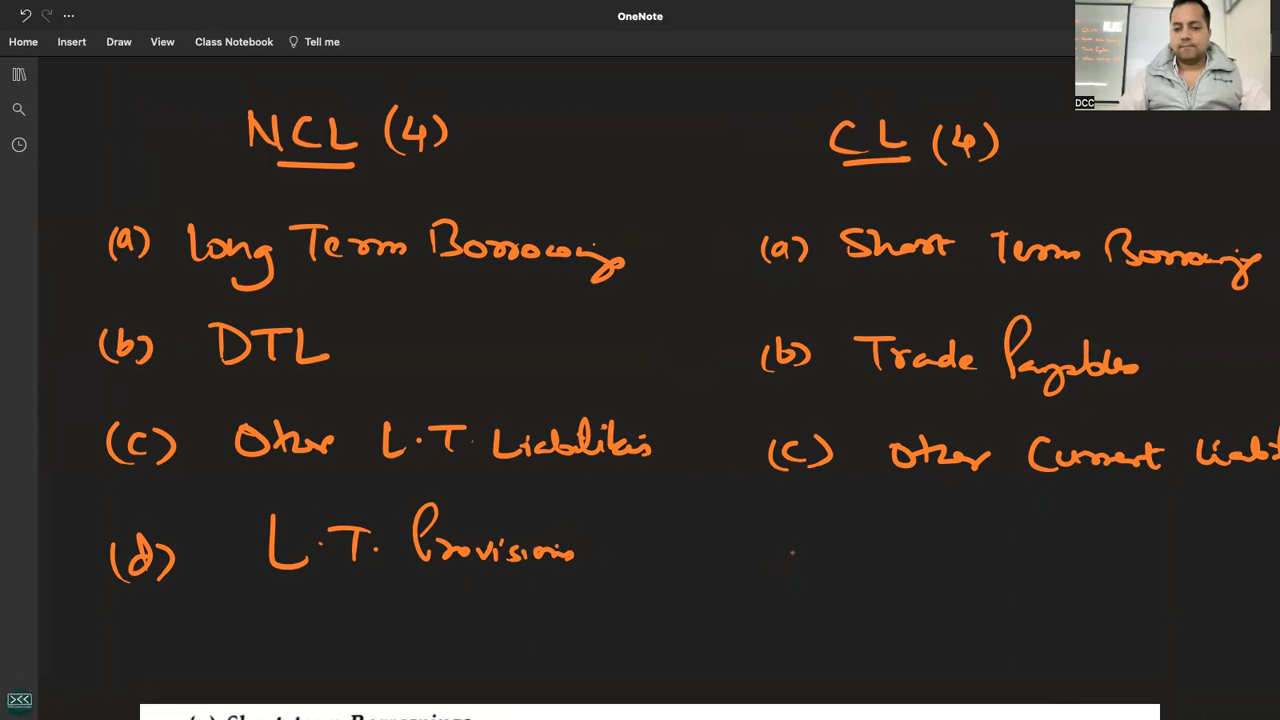 OneNote
Home Insert Draw View Class Notebook Tell me
DCC
NCL (4)
(a) Long Term Borrowings
(b) DTL
(c) Other L.T. Liabilities
(d) L.T. Provisions
CL (4)
(a) Short Term Borrowings
(b) Trade Payables
(c) Other Current